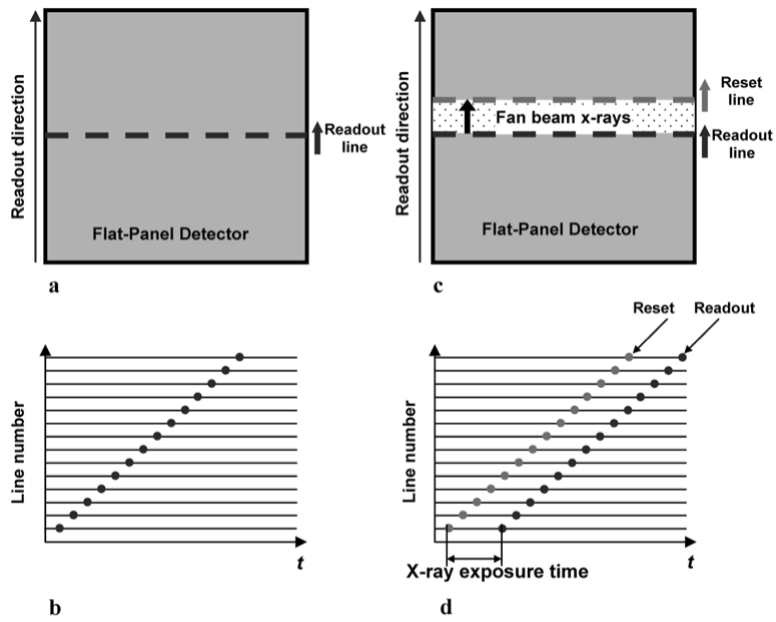 Readout direction
Readout
line
Flat-Panel Detector
a
Readout direction
Reset
line
Fan beam x-rays
Readout
line
Flat-Panel Detector
c
Line number
t
b
Reset
Readout
Line number
t
X-ray exposure time
d